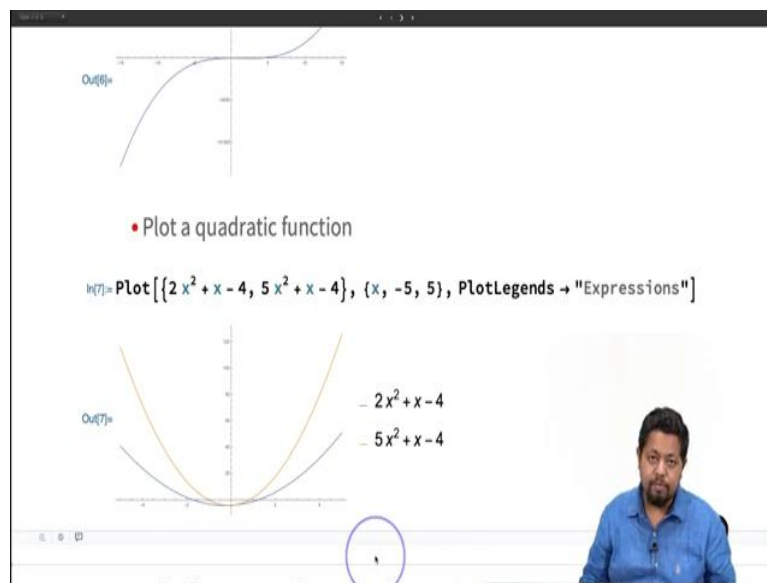 Out[6]=
• Plot a quadratic function
In[7]:= Plot[{2 x² + x - 4, 5 x² + x - 4}, {x, -5, 5}, PlotLegends → "Expressions"]
Out[7]=
2 x² + x - 4
5 x² + x - 4